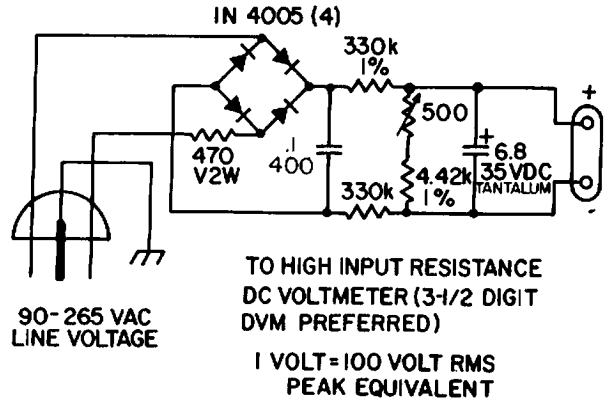 IN 4005 (4)
330k
1%
+
500
470
V2W
.1
400
+
6.8
35VDC
TANTALUM
4.42k
1%
330k
-
90-265 VAC
LINE VOLTAGE
TO HIGH INPUT RESISTANCE
DC VOLTMETER (3-1/2 DIGIT
DVM PREFERRED)
1 VOLT=100 VOLT RMS
PEAK EQUIVALENT